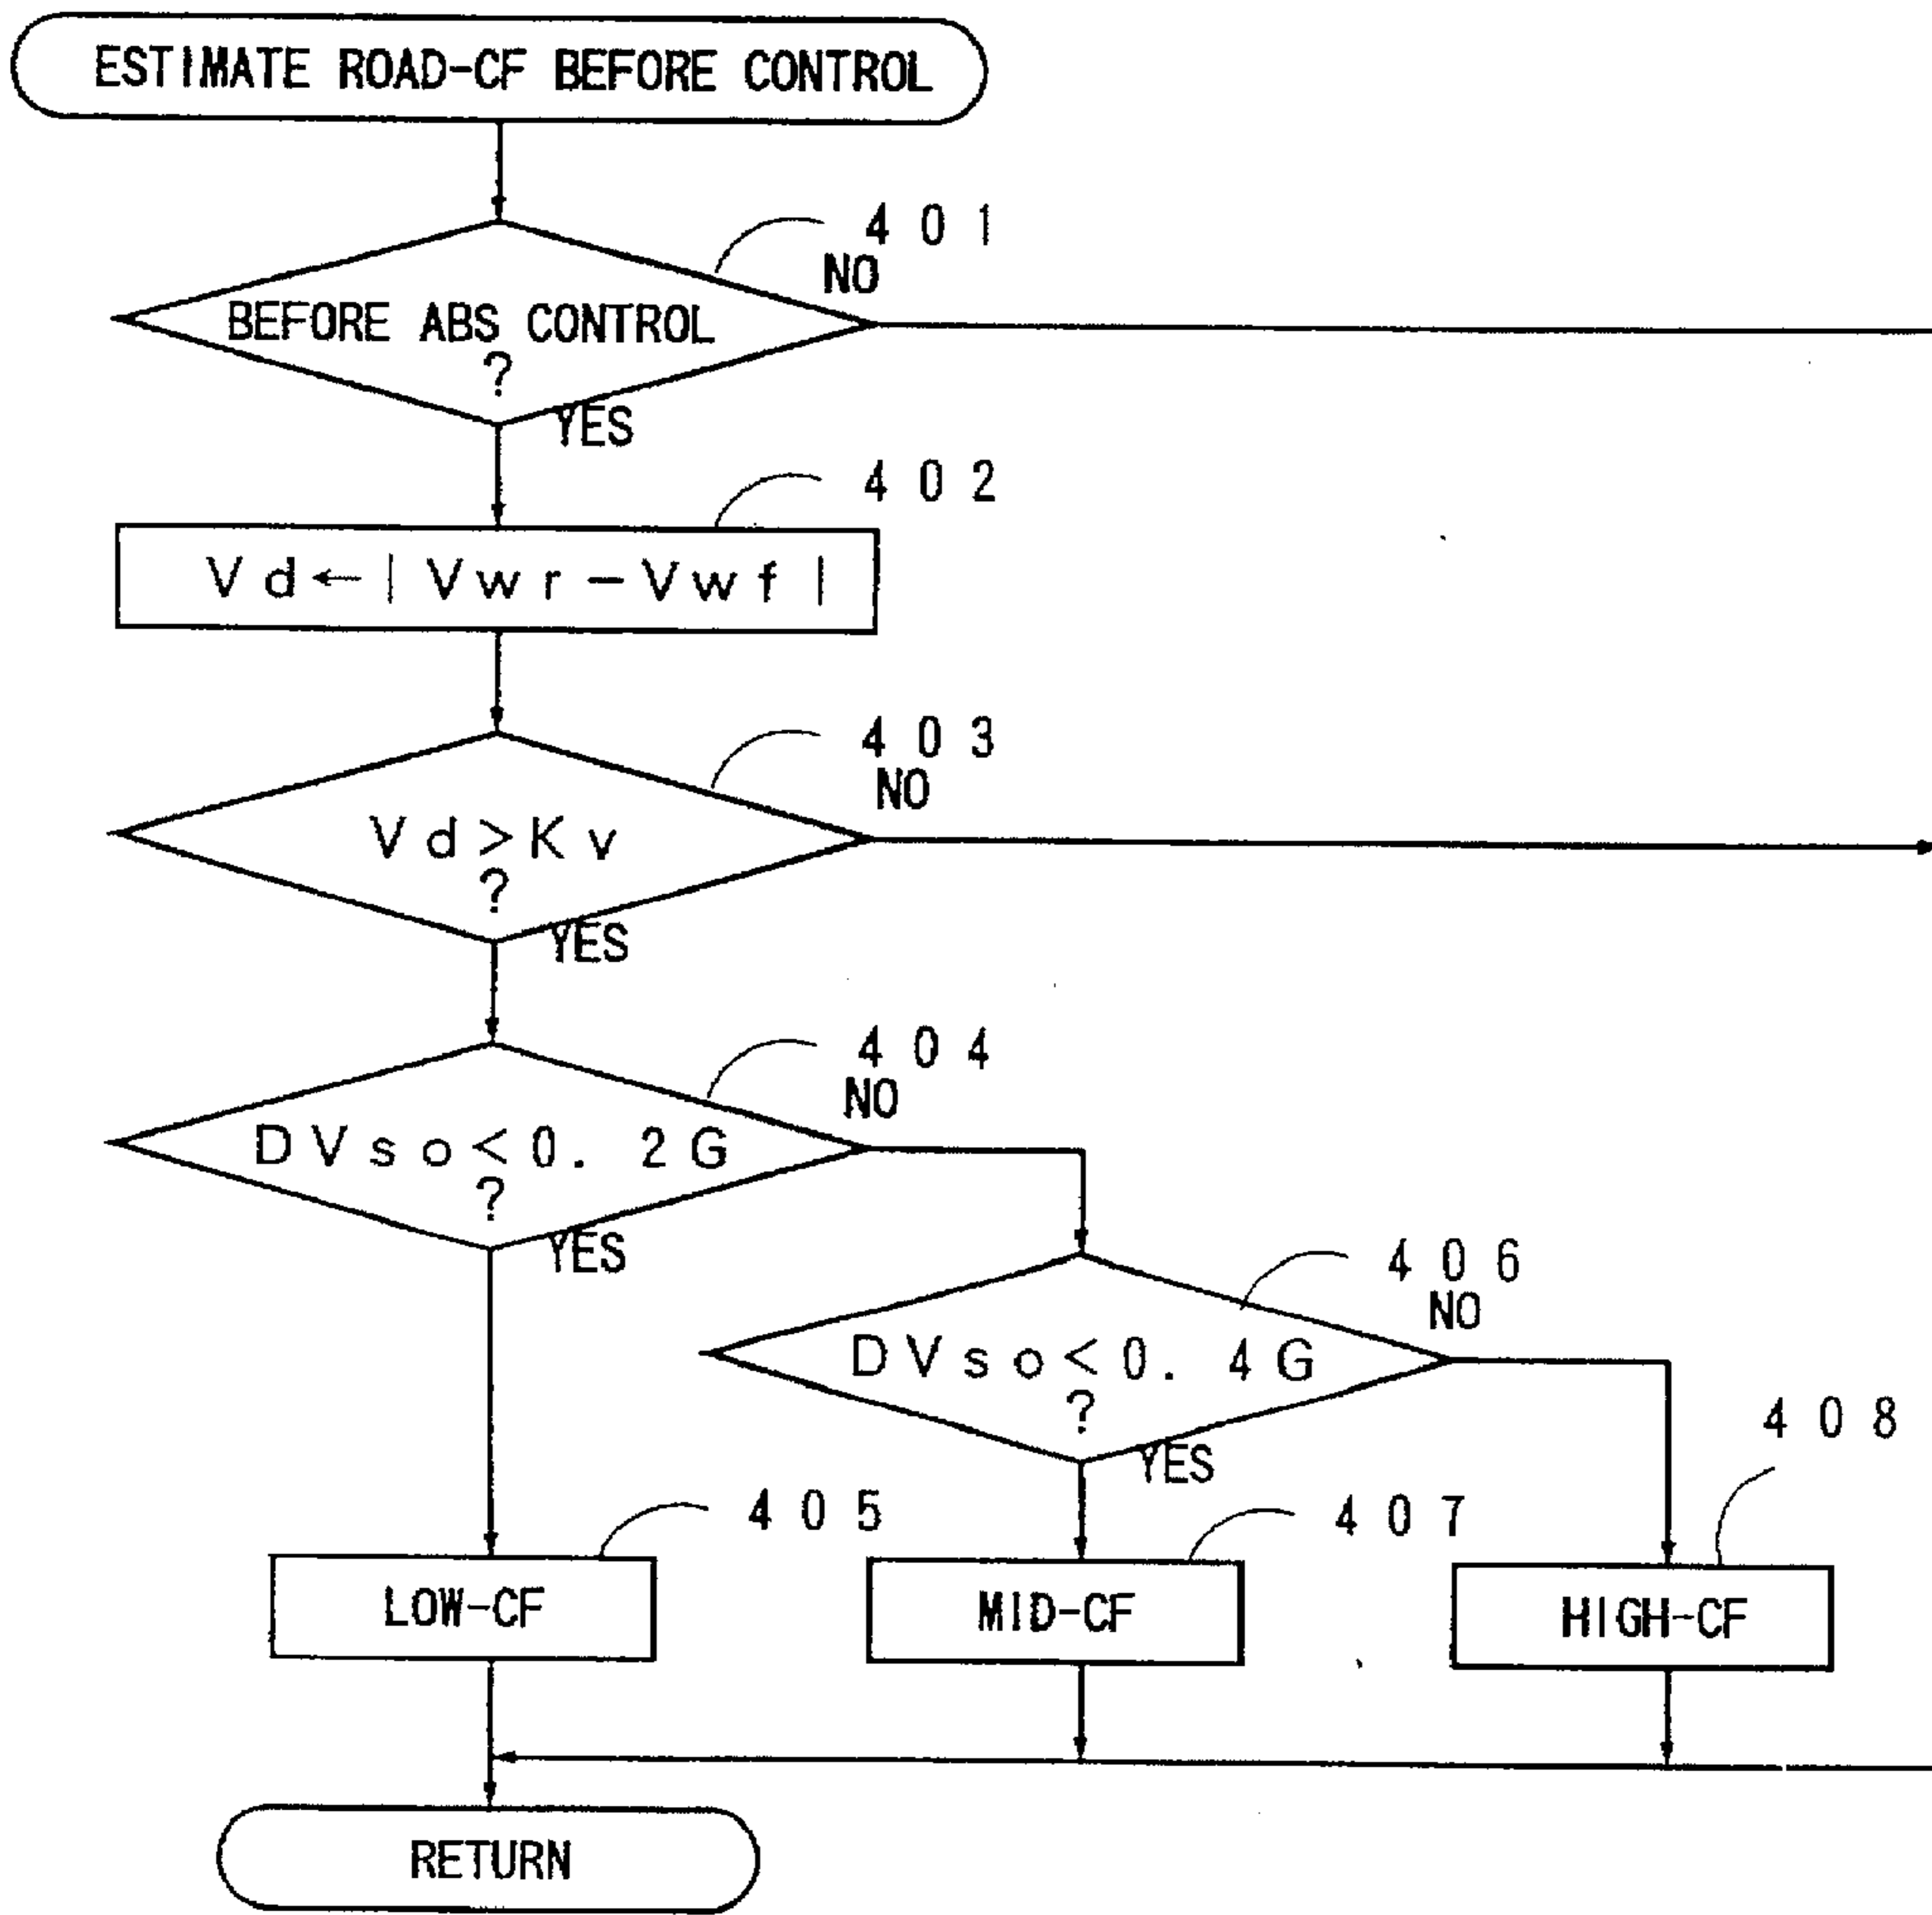 ESTIMATE ROAD-CF BEFORE CONTROL
401
NO
BEFORE ABS CONTROL
?
YES
402
Vd←|Vwr-Vwf|
403
NO
Vd>Kv
?
YES
404
NO
DVso<0.2G
?
YES
406
NO
DVso<0.4G
?
YES
408
405
407
LOW-CF
MID-CF
HIGH-CF
RETURN